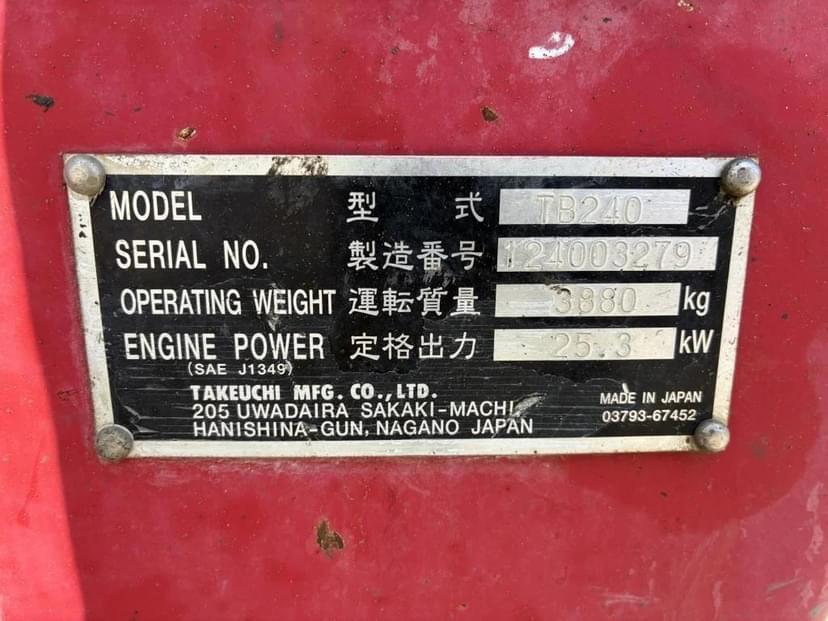 MODEL 型 式 TB240
SERIAL NO. 製造番号 124003279
OPERATING WEIGHT 運転質量 3880 kg
ENGINE POWER 定格出力 25.3 kW
(SAE J1349)
TAKEUCHI MFG. CO., LTD.
205 UWADAIRA SAKAKI-MACHI,
HANISHINA-GUN, NAGANO JAPAN
MADE IN JAPAN
03793-67452